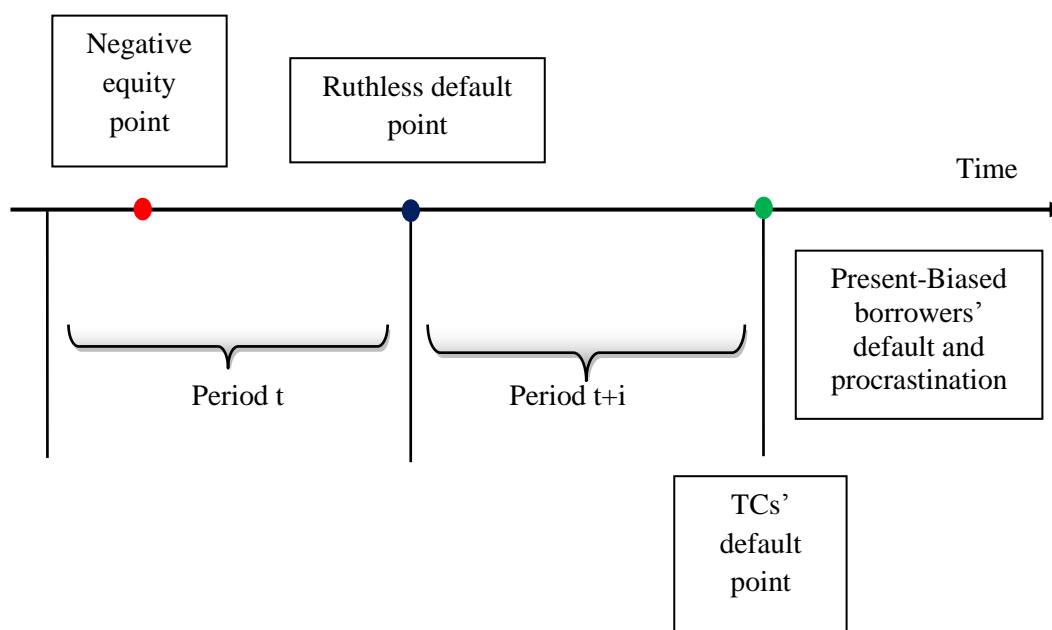 Negative
equity
point
Ruthless default
point
Time
Present-Biased
borrowers’
default and
procrastination
Period t
Period t+i
TCs’
default
point